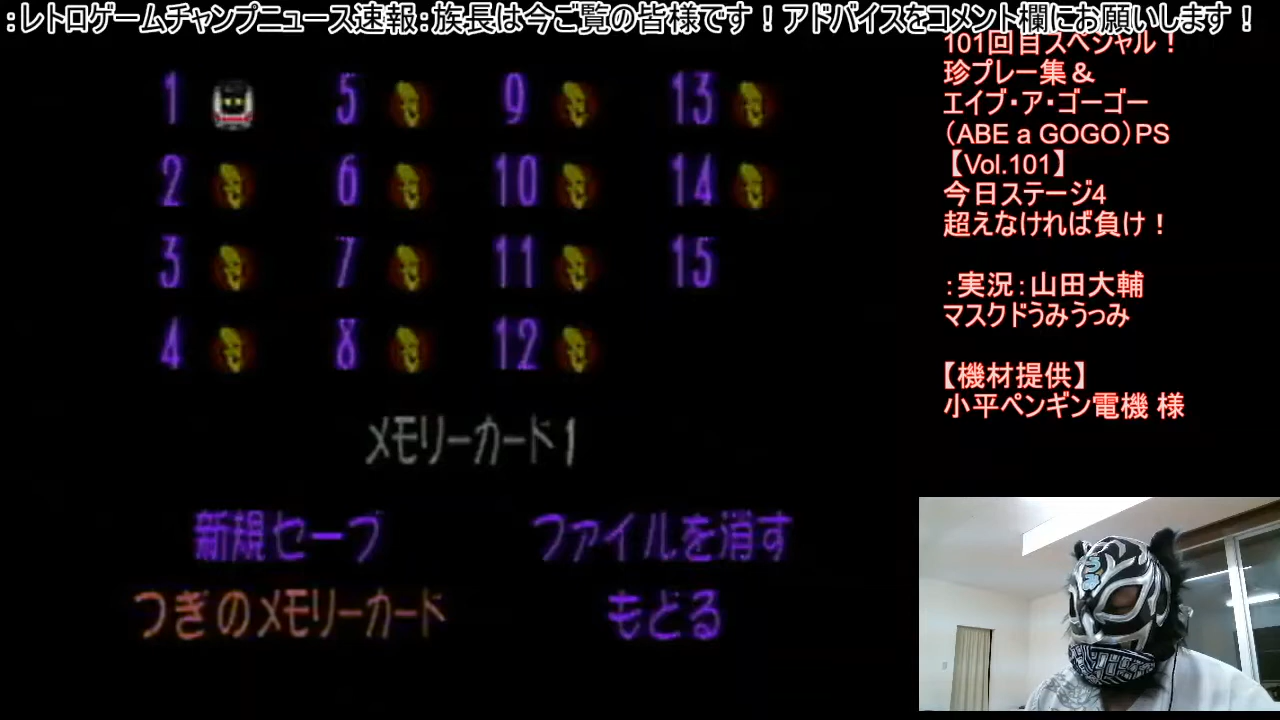 :レトロゲームチャンプニュース速報:族長は今ご覧の皆様です！アドバイスをコメント欄にお願いします！
101回目スペシャル！
珍プレー集＆
エイブ・ア・ゴーゴー
(ABE a GOGO)PS
【Vol.101】
今日ステージ4
超えなければ負け！
:実況:山田大輔
マスクドうみうっみ
【機材提供】
小平ペンギン電機 様
1 5 9 13
2 6 10 14
3 7 11 15
4 8 12
メモリーカード1
新規セーブ ファイルを消す
つぎのメモリーカード もどる
うみ